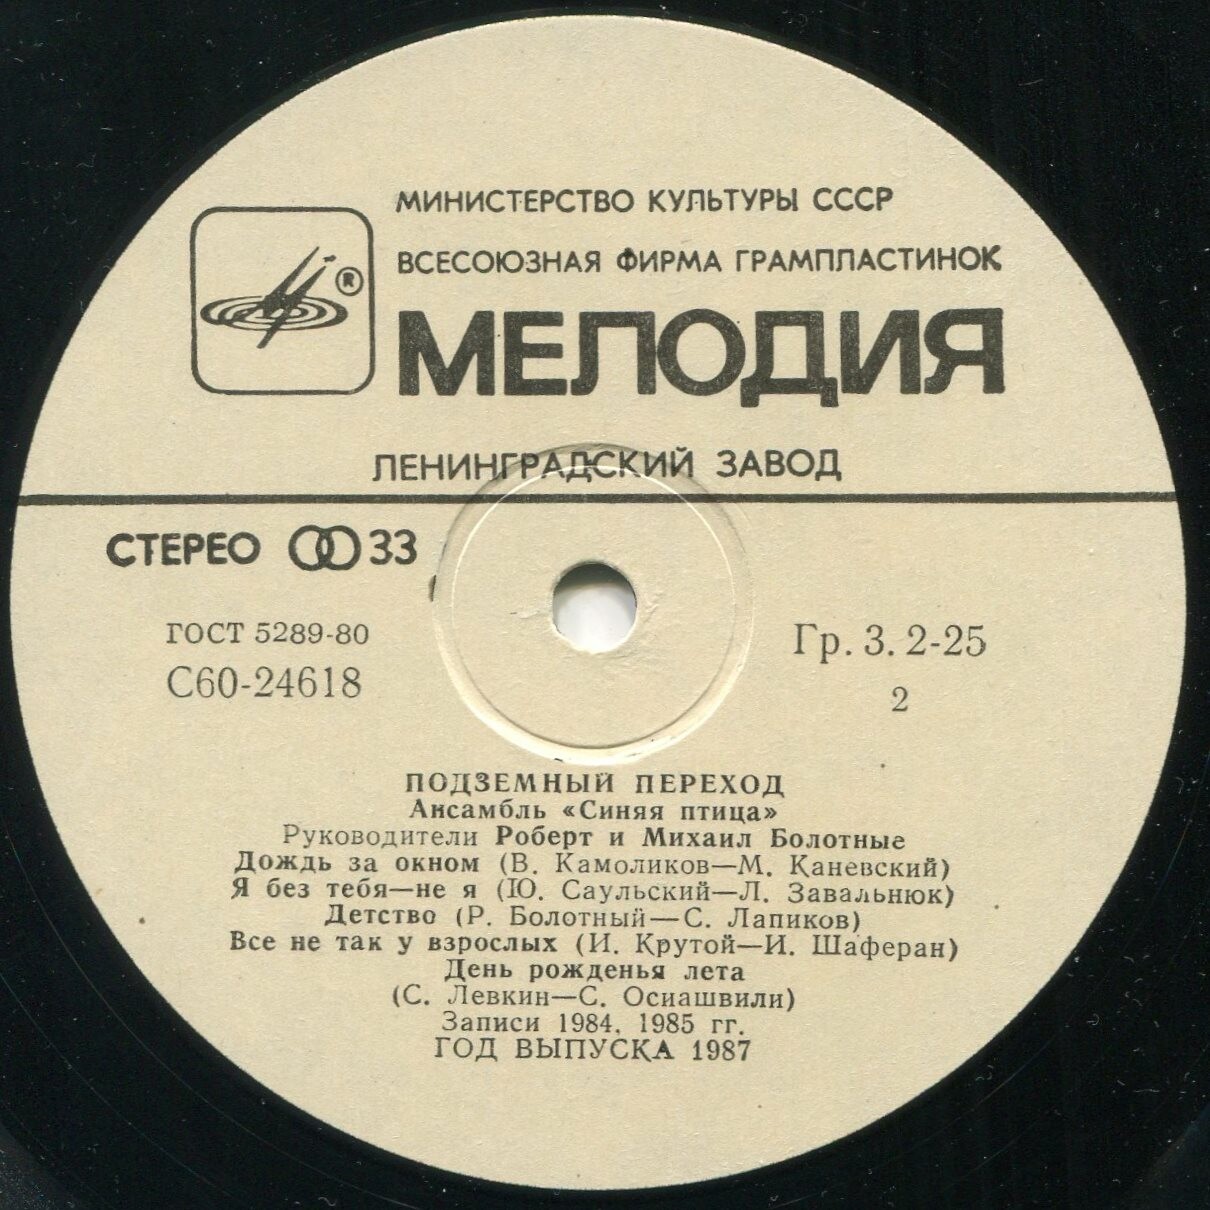 МИНИСТЕРСТВО КУЛЬТУРЫ СССР
ВСЕСОЮЗНАЯ ФИРМА ГРАМПЛАСТИНОК
®
МЕЛОДИЯ
ЛЕНИНГРАДСКИЙ ЗАВОД
СТЕРЕО 33
ГОСТ 5289-80
С60-24618
Гр. 3. 2-25
2
ПОДЗЕМНЫЙ ПЕРЕХОД
Ансамбль «Синяя птица»
Руководители Роберт и Михаил Болотные
Дождь за окном (В. Камоликов—М. Каневский)
Я без тебя—не я (Ю. Саульский—Л. Завальнюк)
Детство (Р. Болотный—С. Лапиков)
Все не так у взрослых (И. Крутой—И. Шаферан)
День рожденья лета
(С. Левкин—С. Осиашвили)
Записи 1984, 1985 гг.
ГОД ВЫПУСКА 1987